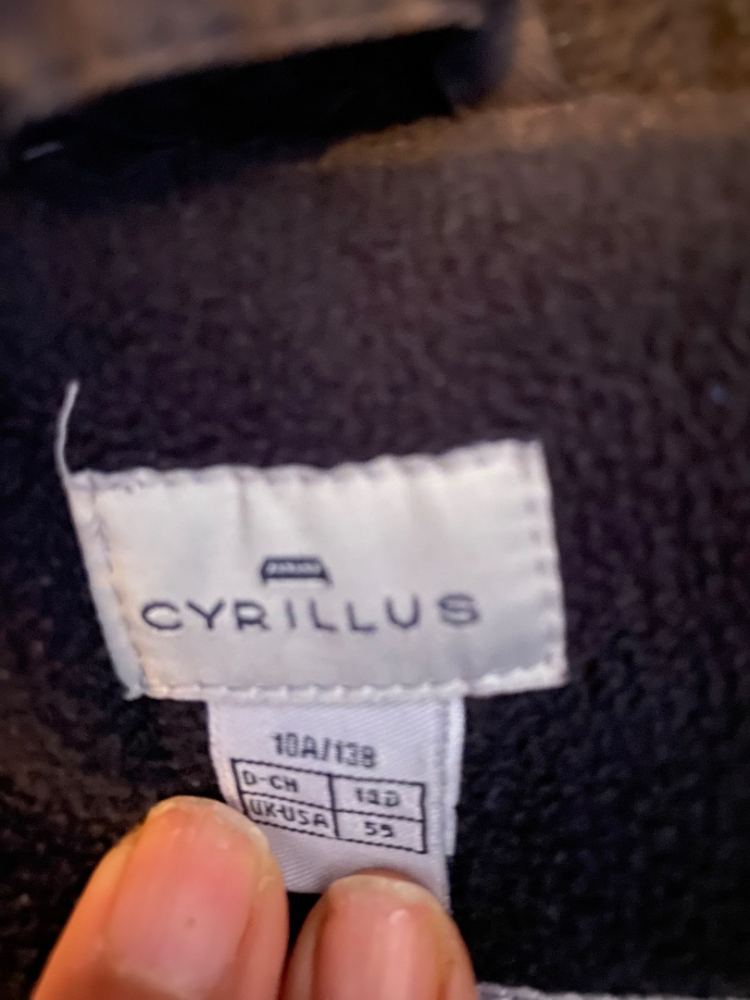 CYRILLUS
10A/138
D-CH
UK-USA 55